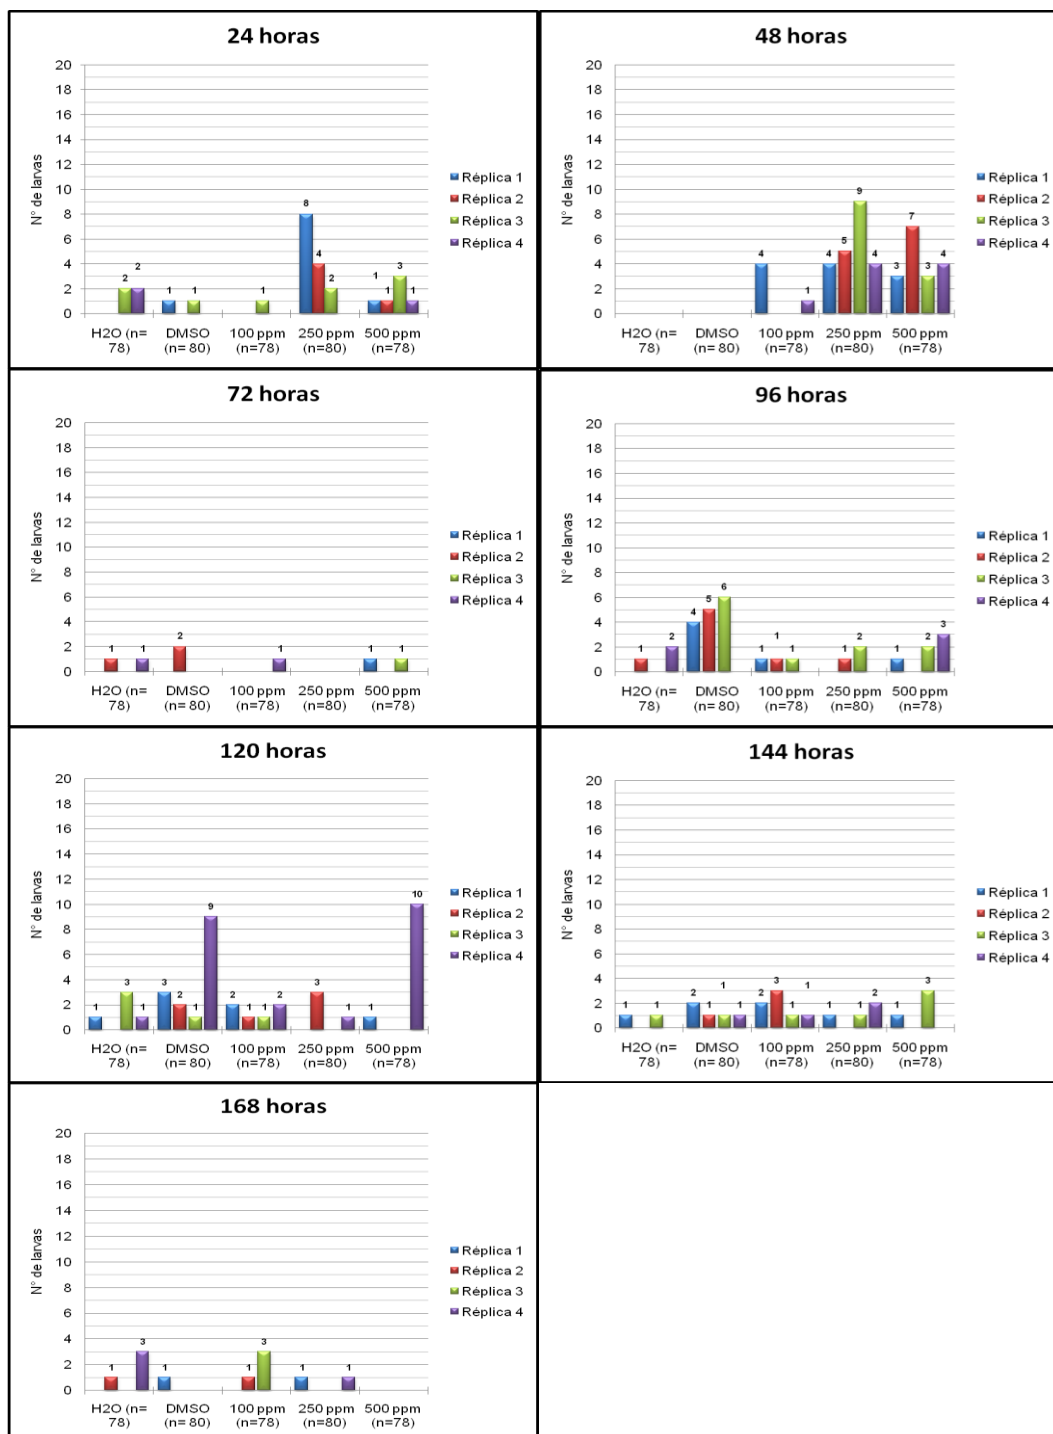 24 horas
N° de larvas
20
18
16
14
12
10
8
6
4
2
0
2
2
1
1
1
8
4
2
1
1
3
1
H2O (n=
78)
DMSO
(n= 80)
100 ppm
(n=78)
250 ppm
(n=80)
500 ppm
(n=78)
Réplica 1
Réplica 2
Réplica 3
Réplica 4
48 horas
N° de larvas
20
18
16
14
12
10
8
6
4
2
0
4
1
4
5
9
4
3
7
3
4
H2O (n=
78)
DMSO
(n= 80)
100 ppm
(n=78)
250 ppm
(n=80)
500 ppm
(n=78)
Réplica 1
Réplica 2
Réplica 3
Réplica 4
72 horas
N° de larvas
20
18
16
14
12
10
8
6
4
2
0
1
1
2
1
1
1
H2O (n=
78)
DMSO
(n= 80)
100 ppm
(n=78)
250 ppm
(n=80)
500 ppm
(n=78)
Réplica 1
Réplica 2
Réplica 3
Réplica 4
96 horas
N° de larvas
20
18
16
14
12
10
8
6
4
2
0
1
2
4
5
6
1
1
1
1
2
1
2
3
H2O (n=
78)
DMSO
(n= 80)
100 ppm
(n=78)
250 ppm
(n=80)
500 ppm
(n=78)
Réplica 1
Réplica 2
Réplica 3
Réplica 4
120 horas
N° de larvas
20
18
16
14
12
10
8
6
4
2
0
1
3
1
3
2
1
9
2
1
1
2
3
1
1
10
H2O (n=
78)
DMSO
(n= 80)
100 ppm
(n=78)
250 ppm
(n=80)
500 ppm
(n=78)
Réplica 1
Réplica 2
Réplica 3
Réplica 4
144 horas
N° de larvas
20
18
16
14
12
10
8
6
4
2
0
1
1
2
1
1
1
2
3
1
1
1
1
2
1
3
H2O (n=
78)
DMSO
(n= 80)
100 ppm
(n=78)
250 ppm
(n=80)
500 ppm
(n=78)
Réplica 1
Réplica 2
Réplica 3
Réplica 4
168 horas
N° de larvas
20
18
16
14
12
10
8
6
4
2
0
1
3
1
1
3
1
1
H2O (n=
78)
DMSO
(n= 80)
100 ppm
(n=78)
250 ppm
(n=80)
500 ppm
(n=78)
Réplica 1
Réplica 2
Réplica 3
Réplica 4